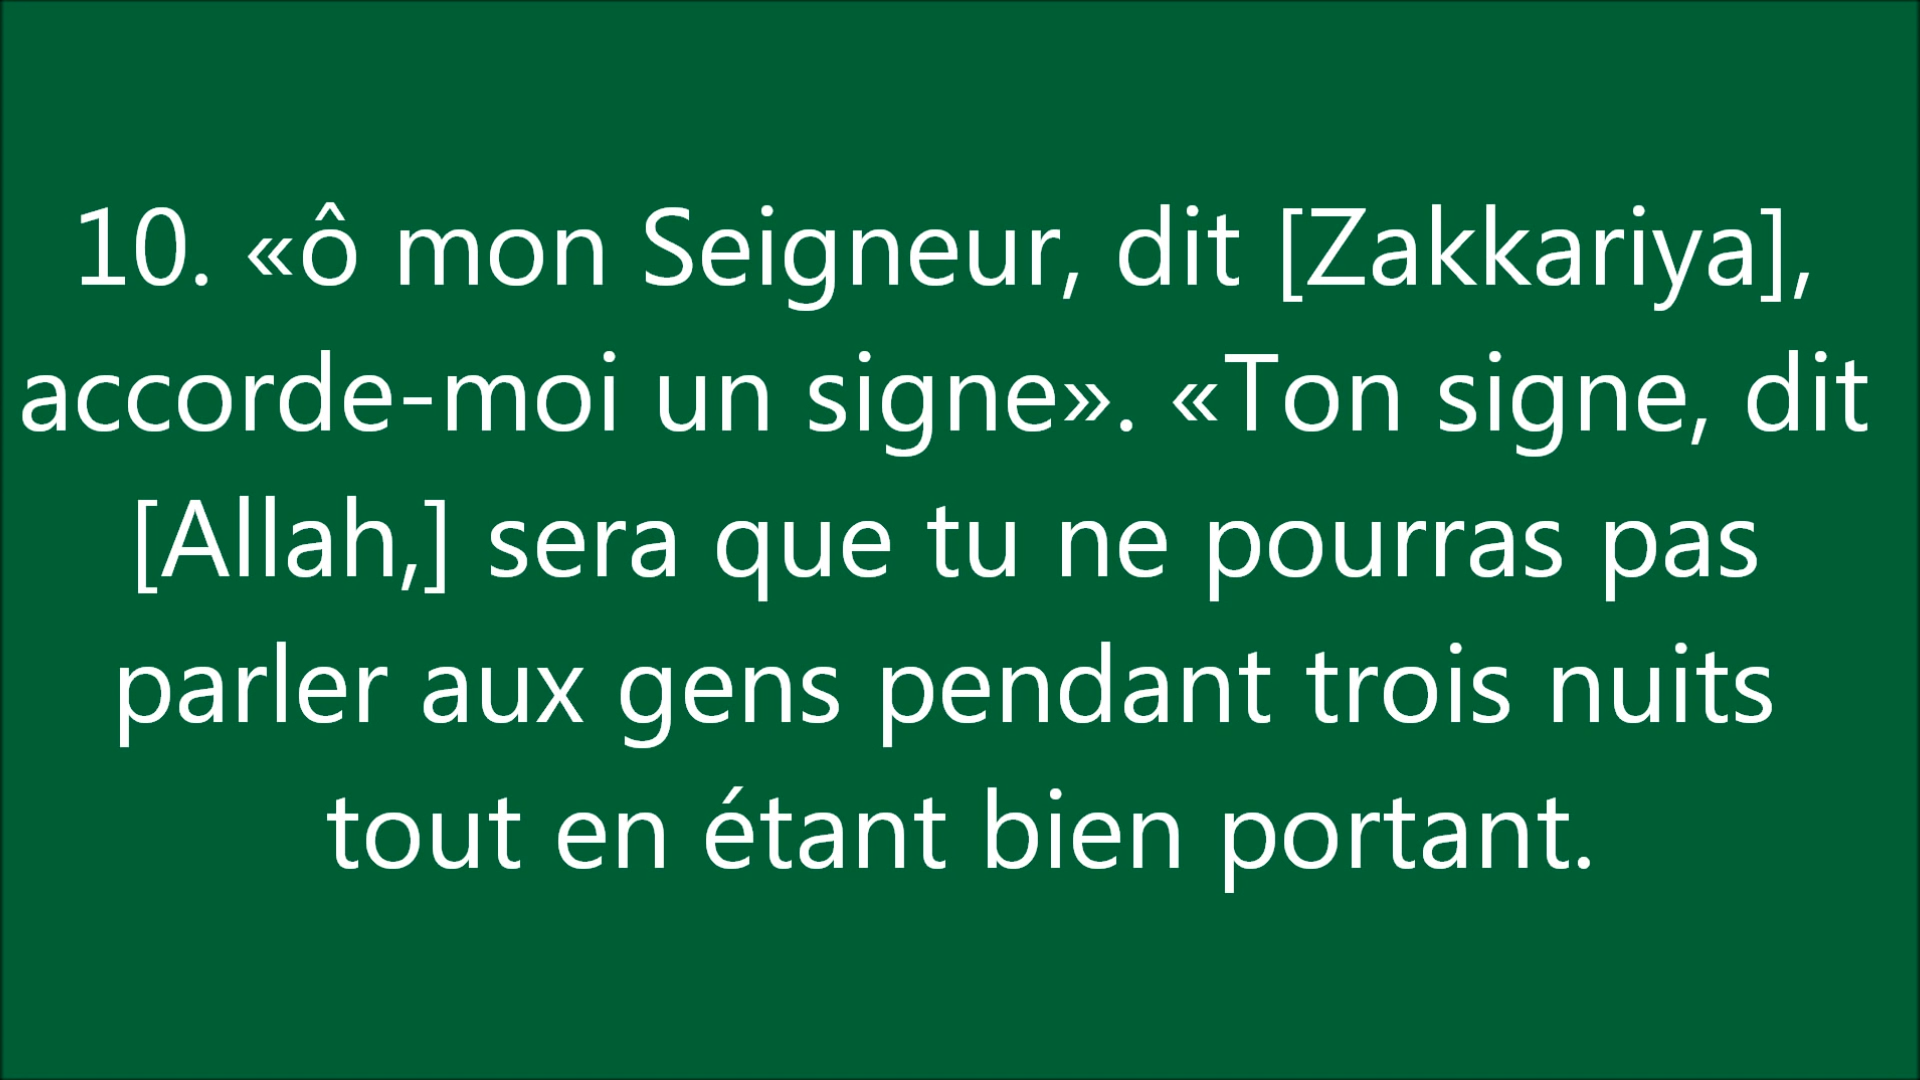 10. «ô mon Seigneur, dit [Zakkariya],
accorde-moi un signe». «Ton signe, dit
[Allah,] sera que tu ne pourras pas
parler aux gens pendant trois nuits
tout en étant bien portant.